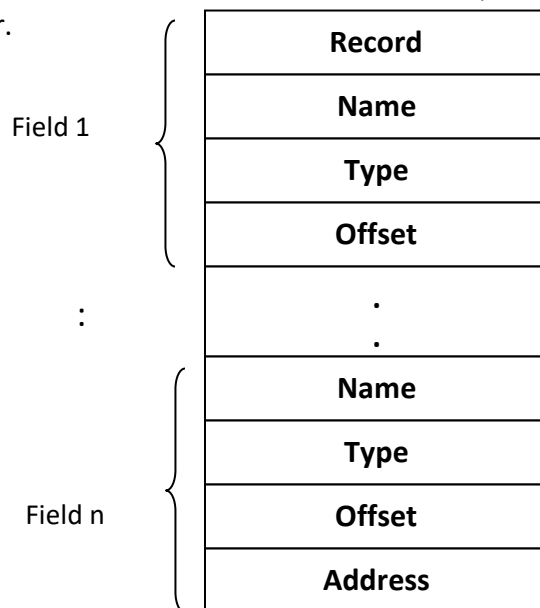 r.
Record
Name
Field 1
Type
Offset
:
.
.
Name
Type
Offset
Field n
Address